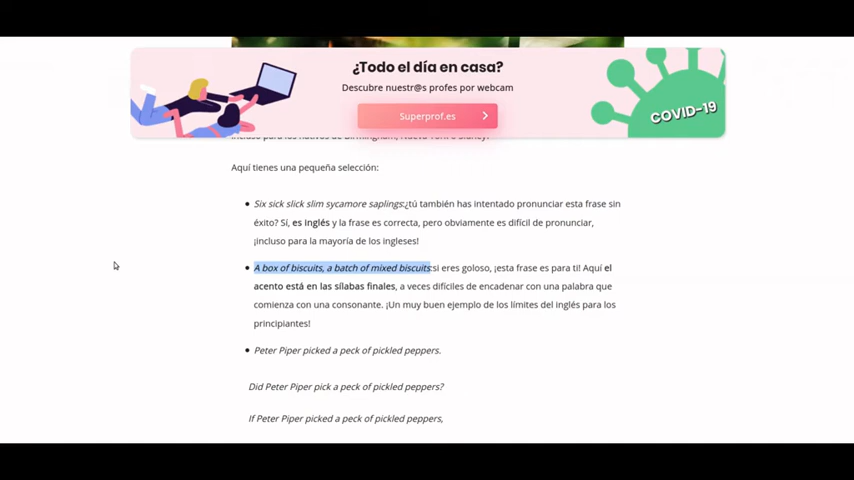 ¿Todo el día en casa?
Descubre nuestr@s profes por webcam
Superprof.es
COVID-19
Aquí tienes una pequeña selección:
Six sick slick slim sycamore saplings:¿tú también has intentado pronunciar esta frase sin
éxito? Sí, es inglés y la frase es correcta, pero obviamente es difícil de pronunciar,
¡incluso para la mayoría de los ingleses!
A box of biscuits, a batch of mixed biscuits:si eres goloso, ¡esta frase es para ti! Aquí el
acento está en las sílabas finales, a veces difíciles de encadenar con una palabra que
comienza con una consonante. ¡Un muy buen ejemplo de los límites del inglés para los
principiantes!
Peter Piper picked a peck of pickled peppers.
Did Peter Piper pick a peck of pickled peppers?
If Peter Piper picked a peck of pickled peppers,